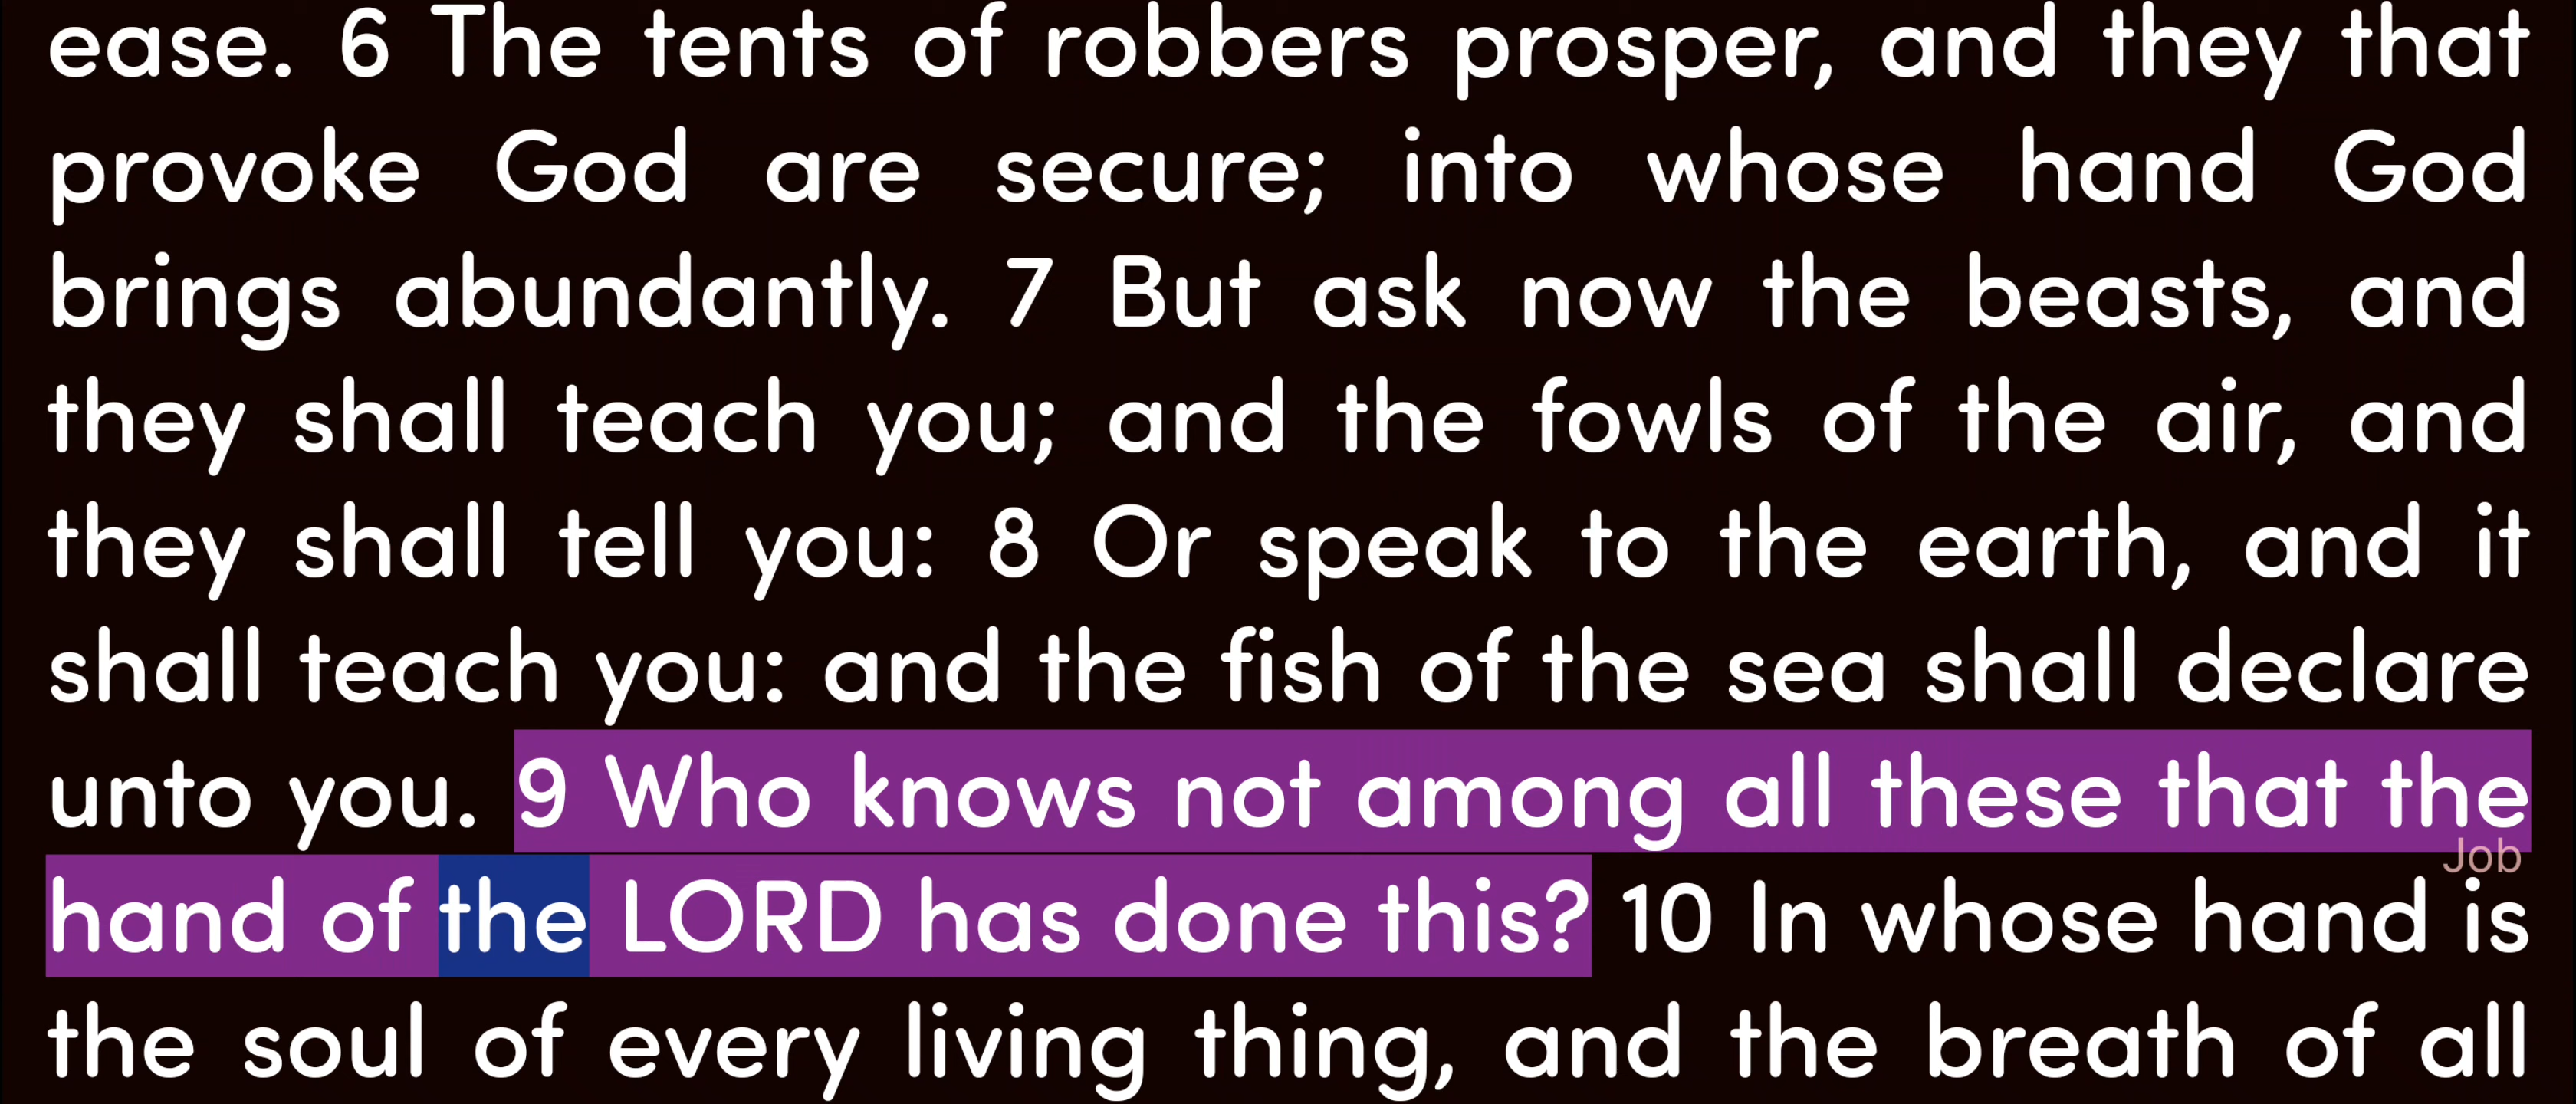 ease. 6 The tents of robbers prosper, and they that
provoke God are secure; into whose hand God
brings abundantly. 7 But ask now the beasts, and
they shall teach you; and the fowls of the air, and
they shall tell you: 8 Or speak to the earth, and it
shall teach you: and the fish of the sea shall declare
unto you. 9 Who knows not among all these that the
Job
hand of the LORD has done this? 10 In whose hand is
the soul of every living thing, and the breath of all